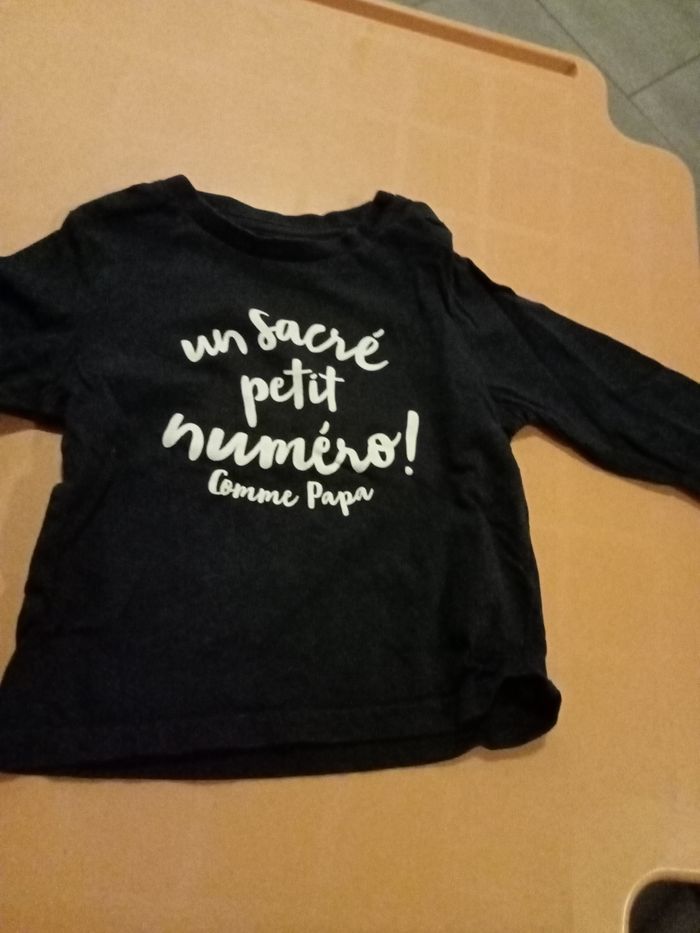 un sacré
petit
numéro!
Comme Papa